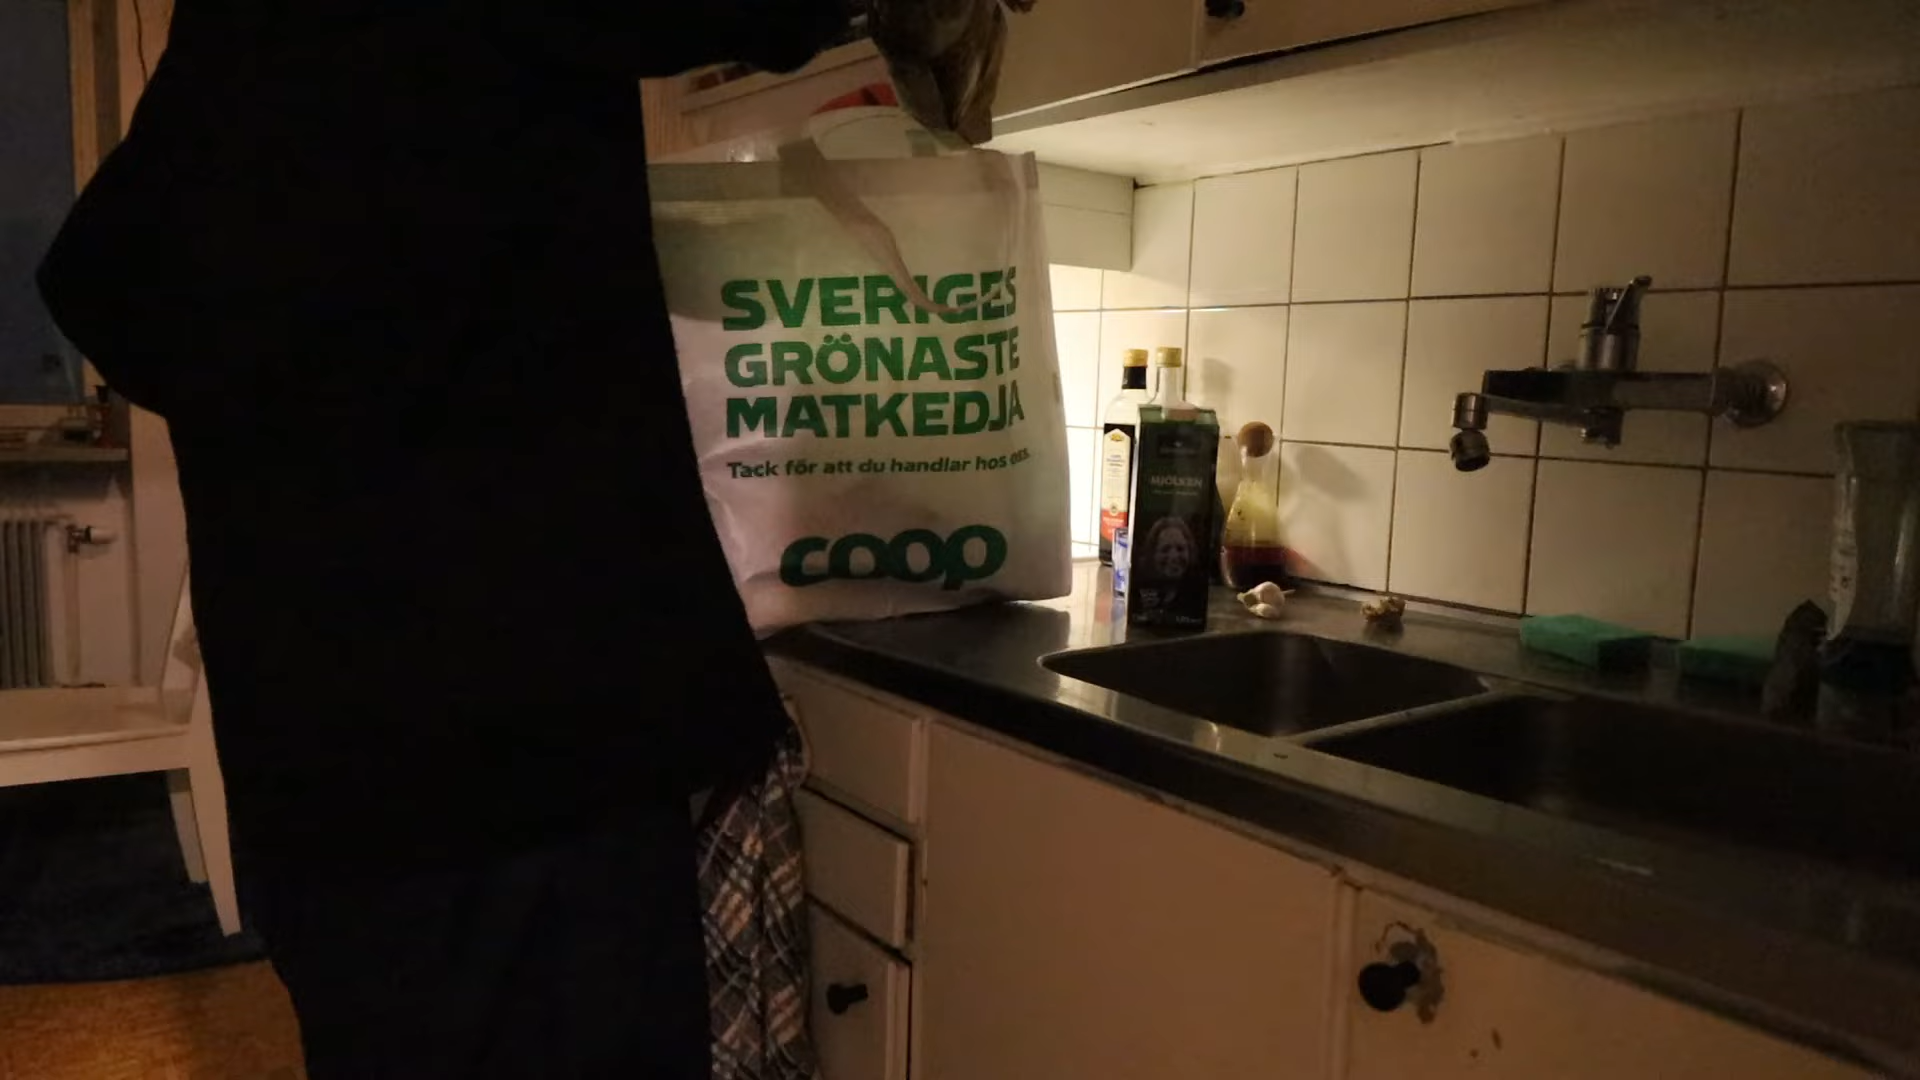 SVERIGES
GRÖNASTE
MATKEDJA
Tack för att du handlar hos oss.
coop
MJÖLKEN